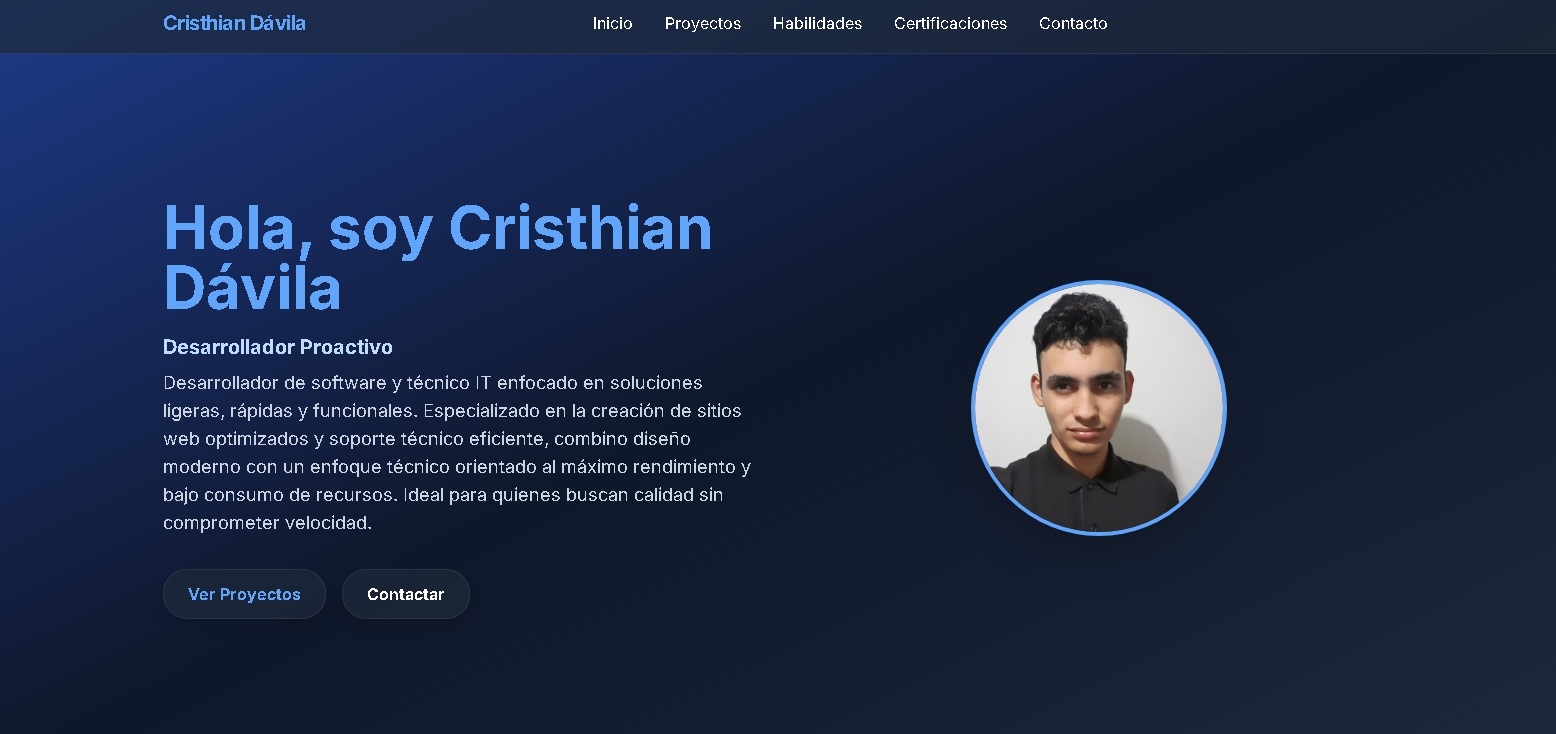 Cristhian Dávila
Inicio Proyectos Habilidades Certificaciones Contacto
Hola, soy Cristhian
Dávila
Desarrollador Proactivo
Desarrollador de software y técnico IT enfocado en soluciones
ligeras, rápidas y funcionales. Especializado en la creación de sitios
web optimizados y soporte técnico eficiente, combino diseño
moderno con un enfoque técnico orientado al máximo rendimiento y
bajo consumo de recursos. Ideal para quienes buscan calidad sin
comprometer velocidad.
Ver Proyectos
Contactar